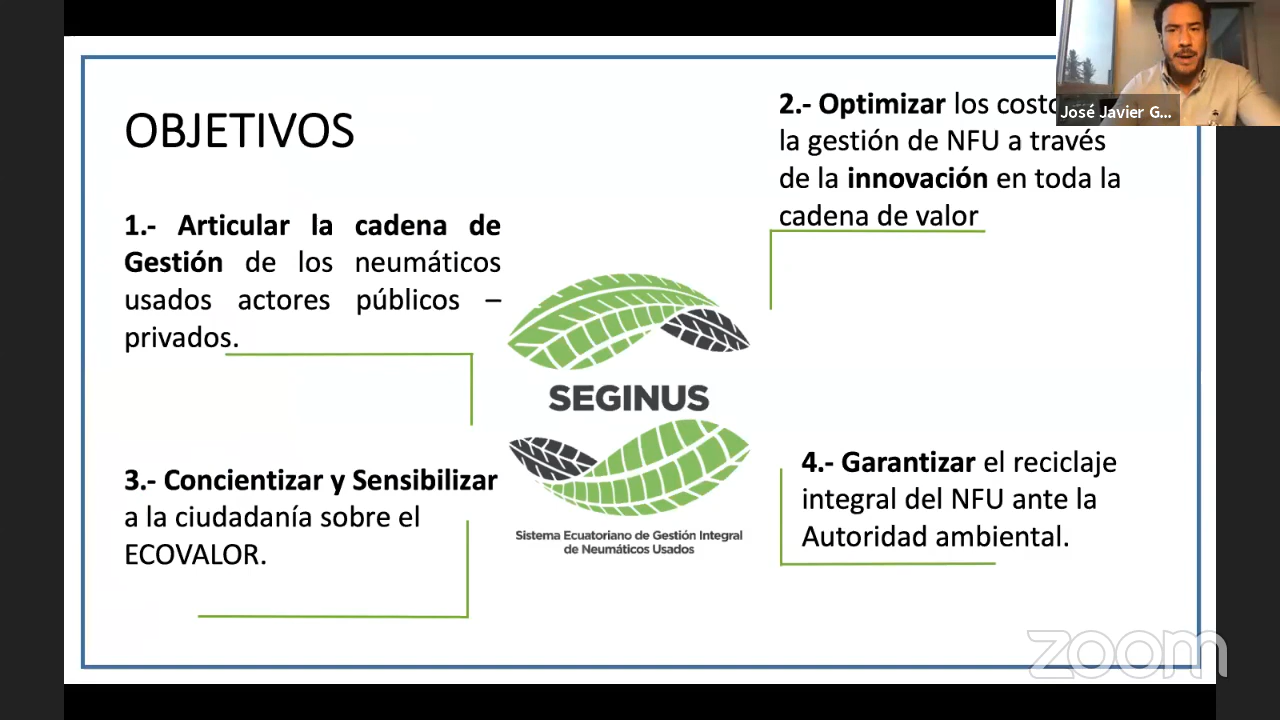 OBJETIVOS
1.- Articular la cadena de
Gestión de los neumáticos
usados actores públicos –
privados.
2.- Optimizar los
la gestión de NFU a través
de la innovación en toda la
cadena de valor
3.- Concientizar y Sensibilizar
a la ciudadanía sobre el
ECOVALOR.
4.- Garantizar el reciclaje
integral del NFU ante la
Autoridad ambiental.
SEGINUS
Sistema Ecuatoriano de Gestión Integral
de Neumáticos Usados
José Javier G...
zoom